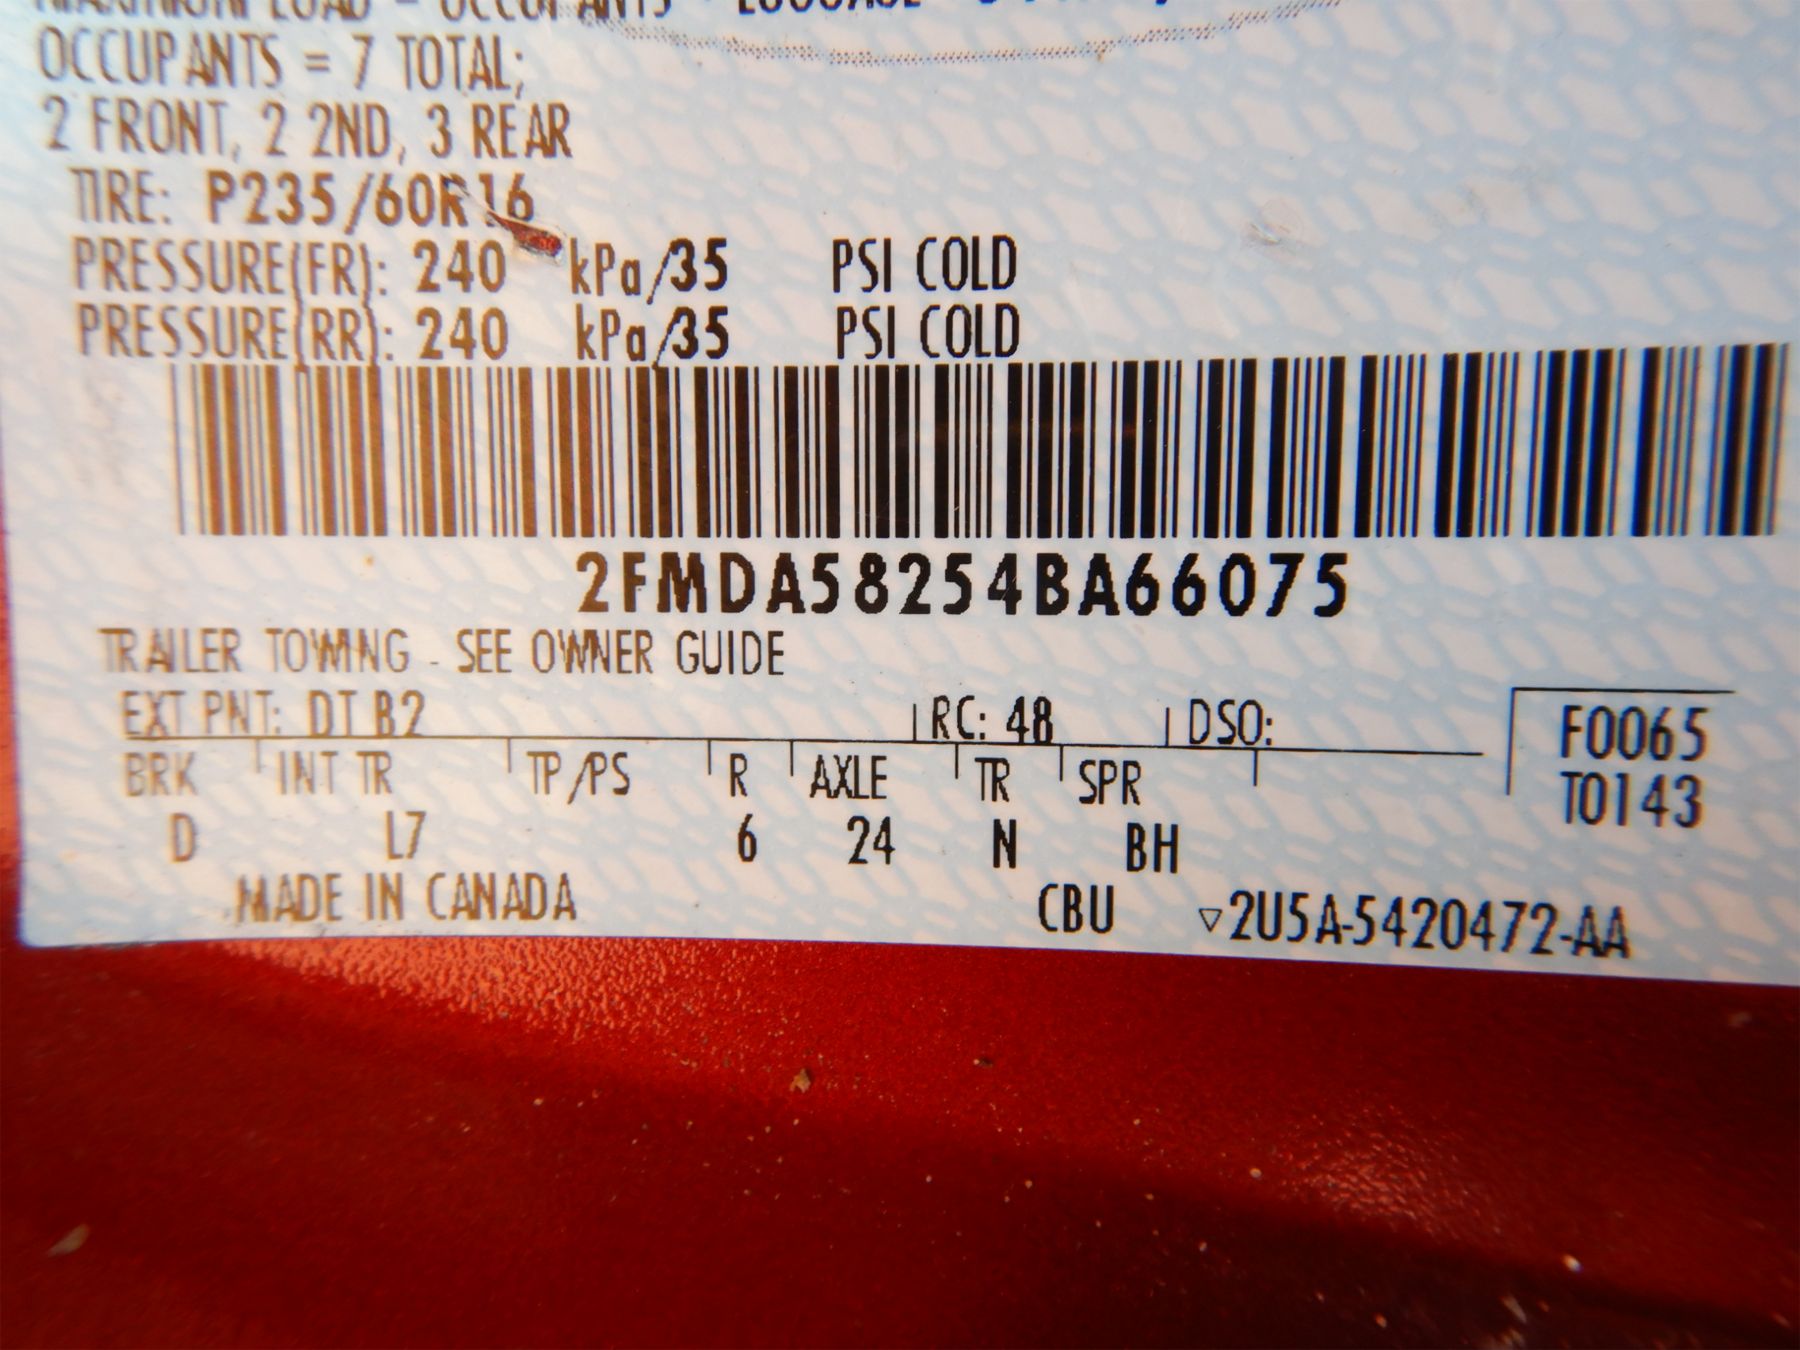 OCCUPANTS = 7 TOTAL;
2 FRONT, 2 2ND, 3 REAR
TIRE: P235/60R16
PRESSURE(FR): 240 kPa/35 PSI COLD
PRESSURE(RR): 240 kPa/35 PSI COLD
2FMDA58254BA66075
TRAILER TOWING - SEE OWNER GUIDE
EXT PNT: DT B2 RC: 48 DSO:
F0065
BRK INT TR TP/PS R AXLE TR SPR
T0143
D L7 6 24 N BH
MADE IN CANADA CBU ▽2U5A-5420472-AA